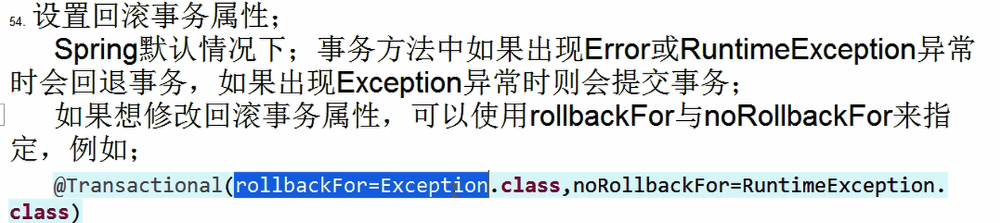 54. 设置回滚事务属性；
Spring默认情况下；事务方法中如果出现Error或RuntimeException异常
时会回退事务，如果出现Exception异常时则会提交事务；
如果想修改回滚事务属性，可以使用rollbackFor与noRollbackFor来指
定，例如；
@Transactional(rollbackFor=Exception.class,noRollbackFor=RuntimeException.
class)